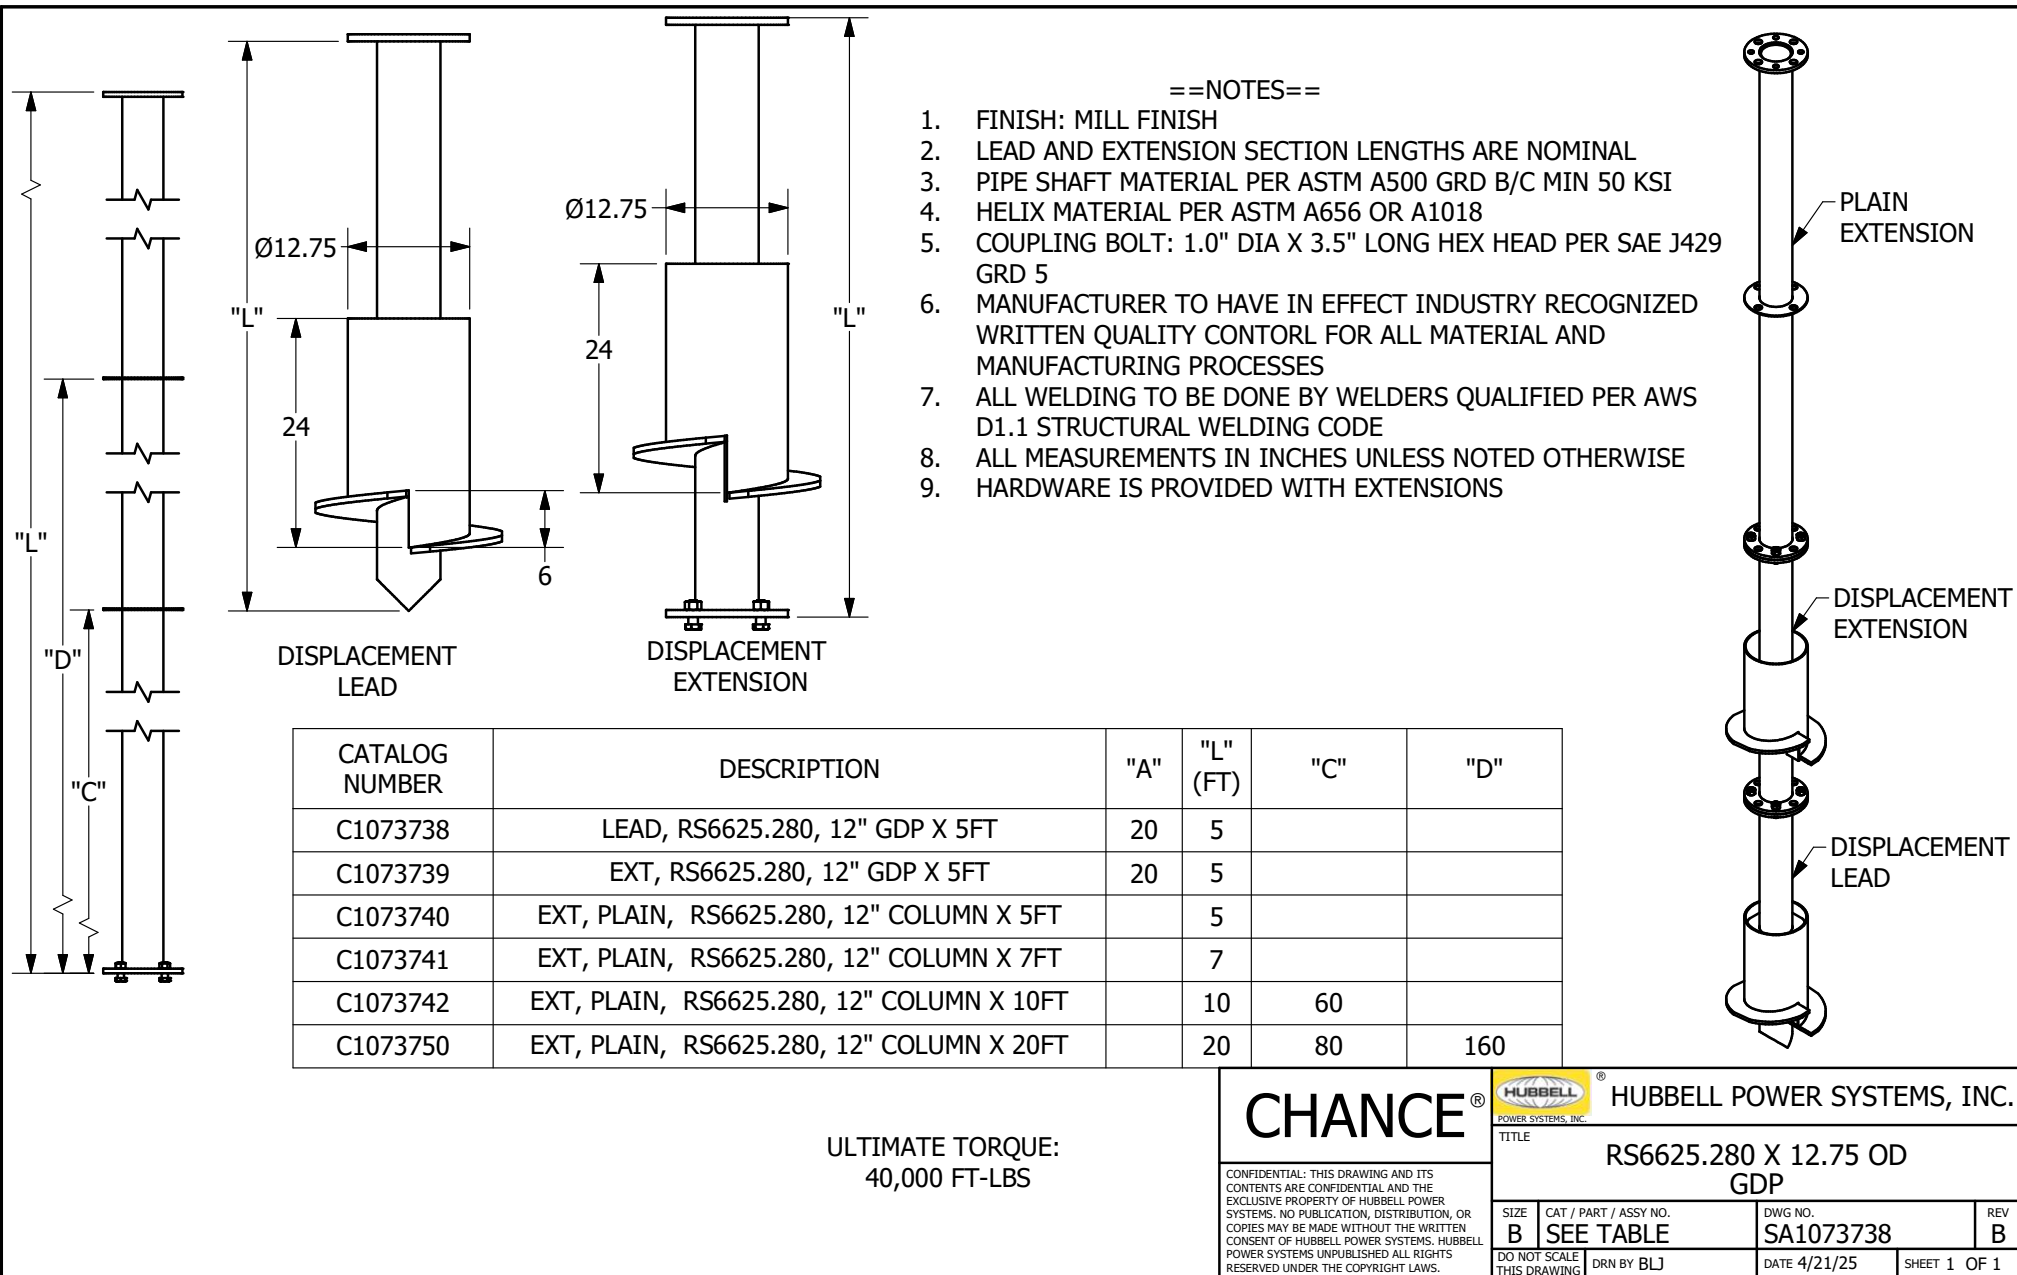 "L"
"D"
"C"
"L"
Ø12.75
24
6
DISPLACEMENT
LEAD
Ø12.75
24
"L"
DISPLACEMENT
EXTENSION
==NOTES==
1. FINISH: MILL FINISH
2. LEAD AND EXTENSION SECTION LENGTHS ARE NOMINAL
3. PIPE SHAFT MATERIAL PER ASTM A500 GRD B/C MIN 50 KSI
4. HELIX MATERIAL PER ASTM A656 OR A1018
5. COUPLING BOLT: 1.0" DIA X 3.5" LONG HEX HEAD PER SAE J429
GRD 5
6. MANUFACTURER TO HAVE IN EFFECT INDUSTRY RECOGNIZED
WRITTEN QUALITY CONTORL FOR ALL MATERIAL AND
MANUFACTURING PROCESSES
7. ALL WELDING TO BE DONE BY WELDERS QUALIFIED PER AWS
D1.1 STRUCTURAL WELDING CODE
8. ALL MEASUREMENTS IN INCHES UNLESS NOTED OTHERWISE
9. HARDWARE IS PROVIDED WITH EXTENSIONS
PLAIN
EXTENSION
DISPLACEMENT
EXTENSION
DISPLACEMENT
LEAD
CATALOG
NUMBER
DESCRIPTION
"A"
"L"
(FT)
"C"
"D"
C1073738 LEAD, RS6625.280, 12" GDP X 5FT 20 5
C1073739 EXT, RS6625.280, 12" GDP X 5FT 20 5
C1073740 EXT, PLAIN, RS6625.280, 12" COLUMN X 5FT 5
C1073741 EXT, PLAIN, RS6625.280, 12" COLUMN X 7FT 7
C1073742 EXT, PLAIN, RS6625.280, 12" COLUMN X 10FT 10 60
C1073750 EXT, PLAIN, RS6625.280, 12" COLUMN X 20FT 20 80 160
ULTIMATE TORQUE:
40,000 FT-LBS
CHANCE®
CONFIDENTIAL: THIS DRAWING AND ITS
CONTENTS ARE CONFIDENTIAL AND THE
EXCLUSIVE PROPERTY OF HUBBELL POWER
SYSTEMS. NO PUBLICATION, DISTRIBUTION, OR
COPIES MAY BE MADE WITHOUT THE WRITTEN
CONSENT OF HUBBELL POWER SYSTEMS. HUBBELL
POWER SYSTEMS UNPUBLISHED ALL RIGHTS
RESERVED UNDER THE COPYRIGHT LAWS.
HUBBELL
POWER SYSTEMS, INC.
® HUBBELL POWER SYSTEMS, INC.
TITLE
RS6625.280 X 12.75 OD
GDP
SIZE
B
CAT / PART / ASSY NO.
SEE TABLE
DWG NO.
SA1073738
REV
B
DO NOT SCALE
THIS DRAWING
DRN BY BLJ
DATE 4/21/25
SHEET 1 OF 1